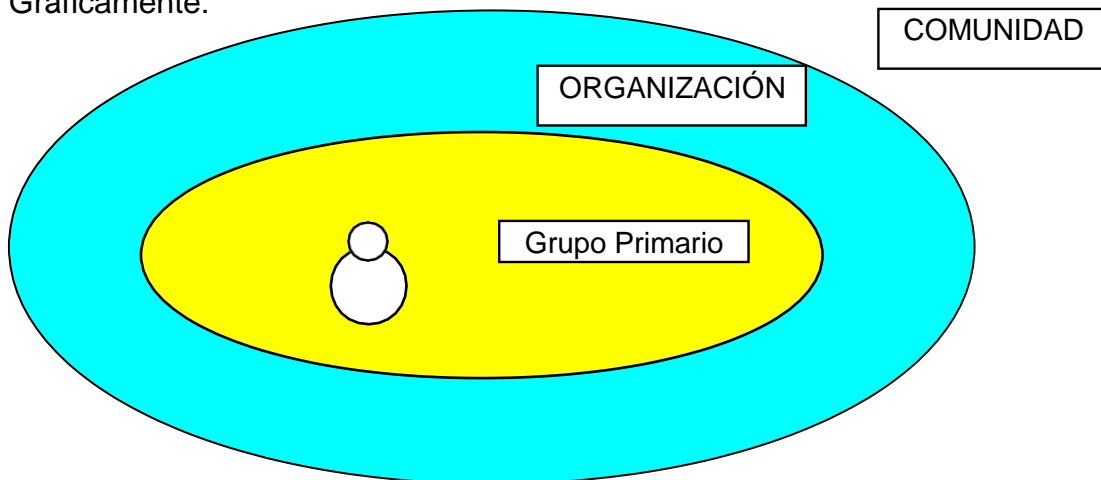 Gráficamente:
COMUNIDAD
ORGANIZACIÓN
Grupo Primario